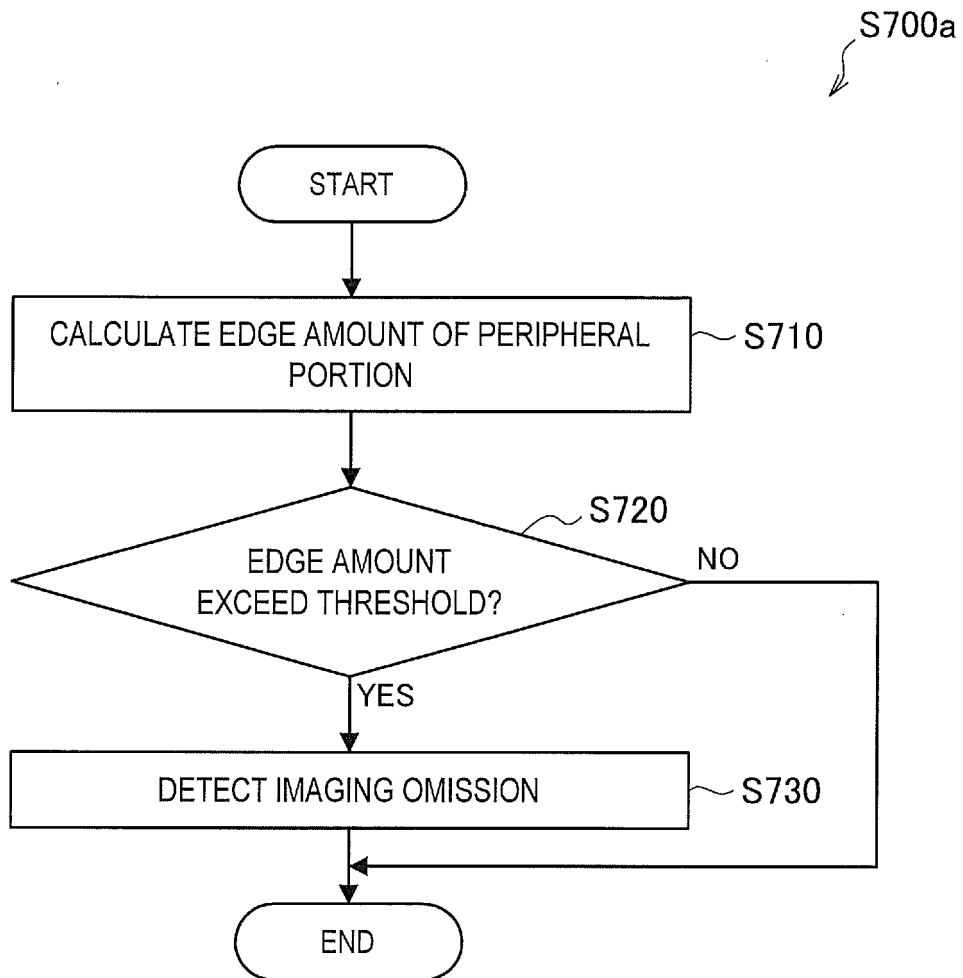 S700a
START
CALCULATE EDGE AMOUNT OF PERIPHERAL
PORTION
S710
S720
EDGE AMOUNT
EXCEED THRESHOLD?
NO
YES
DETECT IMAGING OMISSION
S730
END